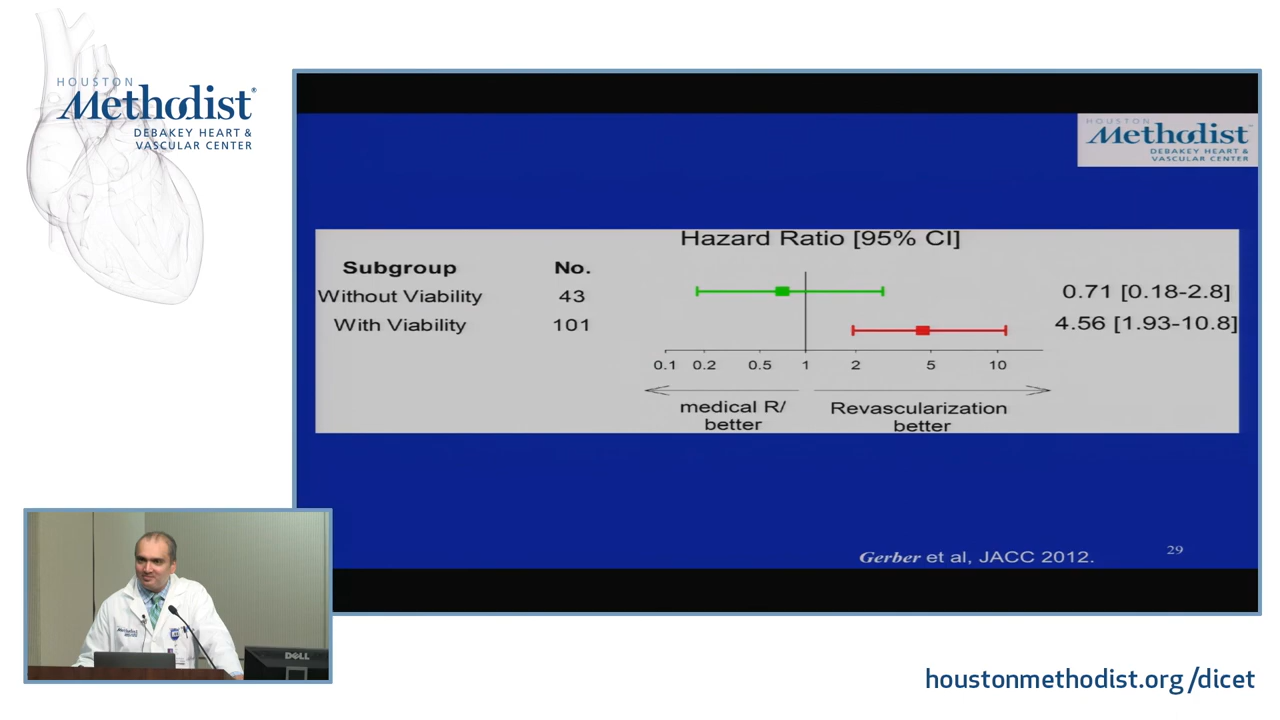 HOUSTON
Methodist®
DEBAKEY HEART &
VASCULAR CENTER
HOUSTON
Methodist
DEBAKEY HEART &
VASCULAR CENTER
Hazard Ratio [95% CI]
Subgroup No.
Without Viability 43 0.71 [0.18-2.8]
With Viability 101 4.56 [1.93-10.8]
0.1 0.2 0.5 1 2 5 10
medical R/ better
Revascularization better
Gerber et al, JACC 2012.
29
Methodist
DELL
houstonmethodist.org/dicet